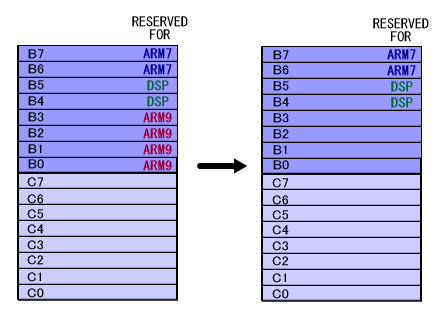 RESERVED
FOR
B7 ARM7
B6 ARM7
B5 DSP
B4 DSP
B3 ARM9
B2 ARM9
B1 ARM9
B0 ARM9
C7
C6
C5
C4
C3
C2
C1
C0
RESERVED
FOR
B7 ARM7
B6 ARM7
B5 DSP
B4 DSP
B3
B2
B1
B0
C7
C6
C5
C4
C3
C2
C1
C0